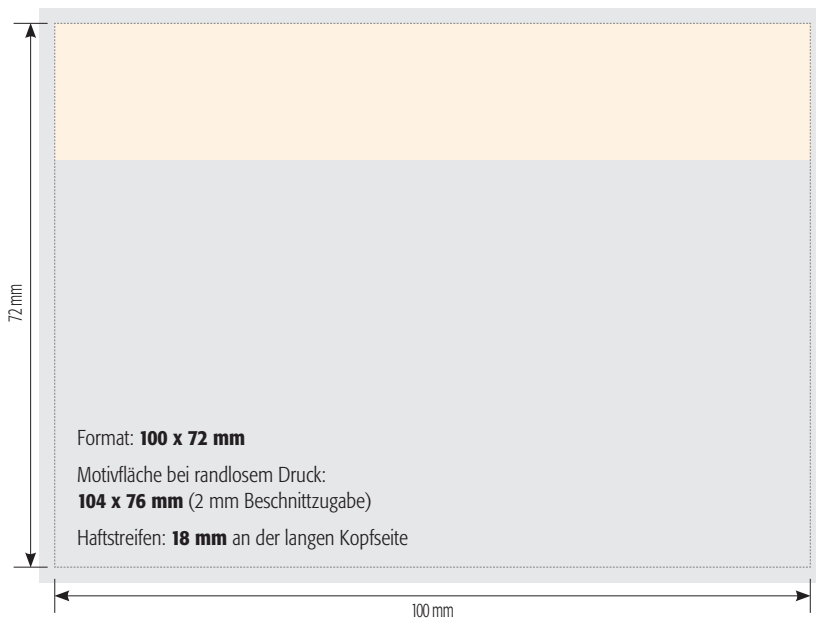 72 mm
Format: 100 x 72 mm
Motivfläche bei randlosem Druck:
104 x 76 mm (2 mm Beschnittzugabe)
Haftstreifen: 18 mm an der langen Kopfseite
100 mm